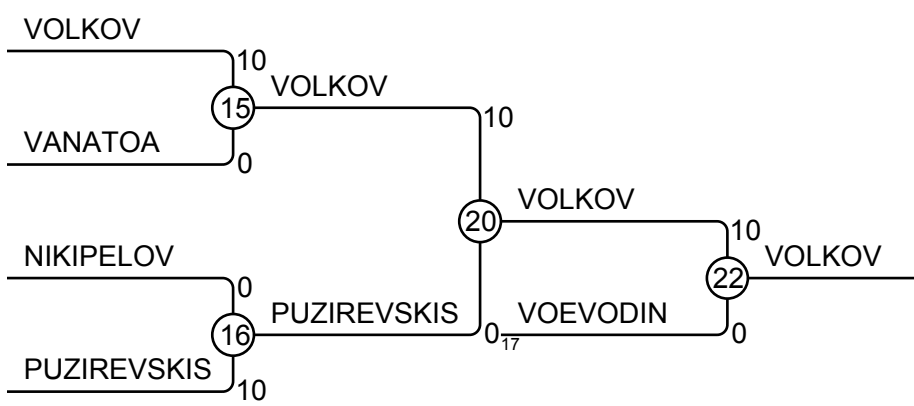 VOLKOV
10
15
VOLKOV
VANATOA
0
10
20
VOLKOV
NIKIPELOV
0
16
PUZIREVSKIS
0
17
VOEVODIN
PUZIREVSKIS
10
10
22
VOLKOV
0